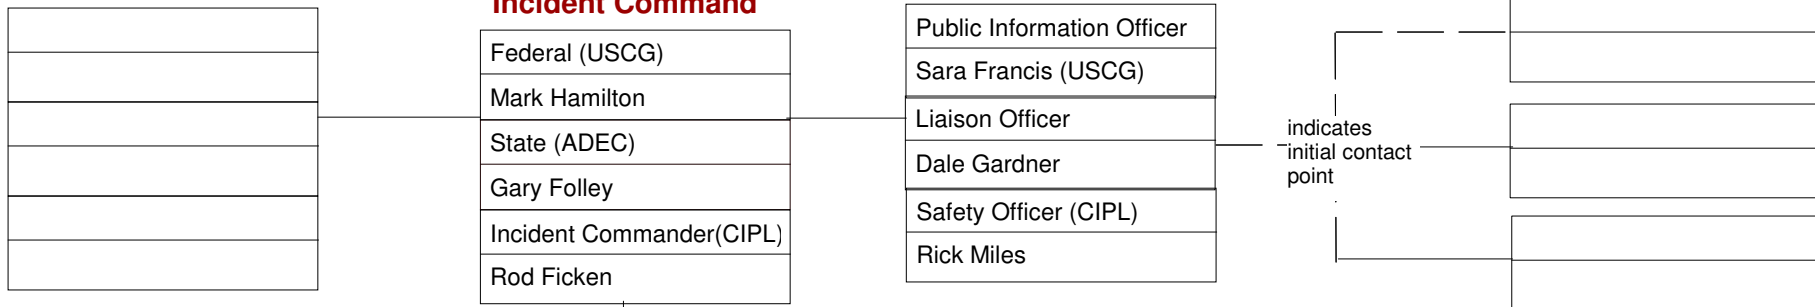 Incident Command
Federal (USCG)
Mark Hamilton
State (ADEC)
Gary Folley
Incident Commander(CIPL)
Rod Ficken
Public Information Officer
Sara Francis (USCG)
Liaison Officer
Dale Gardner
Safety Officer (CIPL)
Rick Miles
indicates
initial contact
point